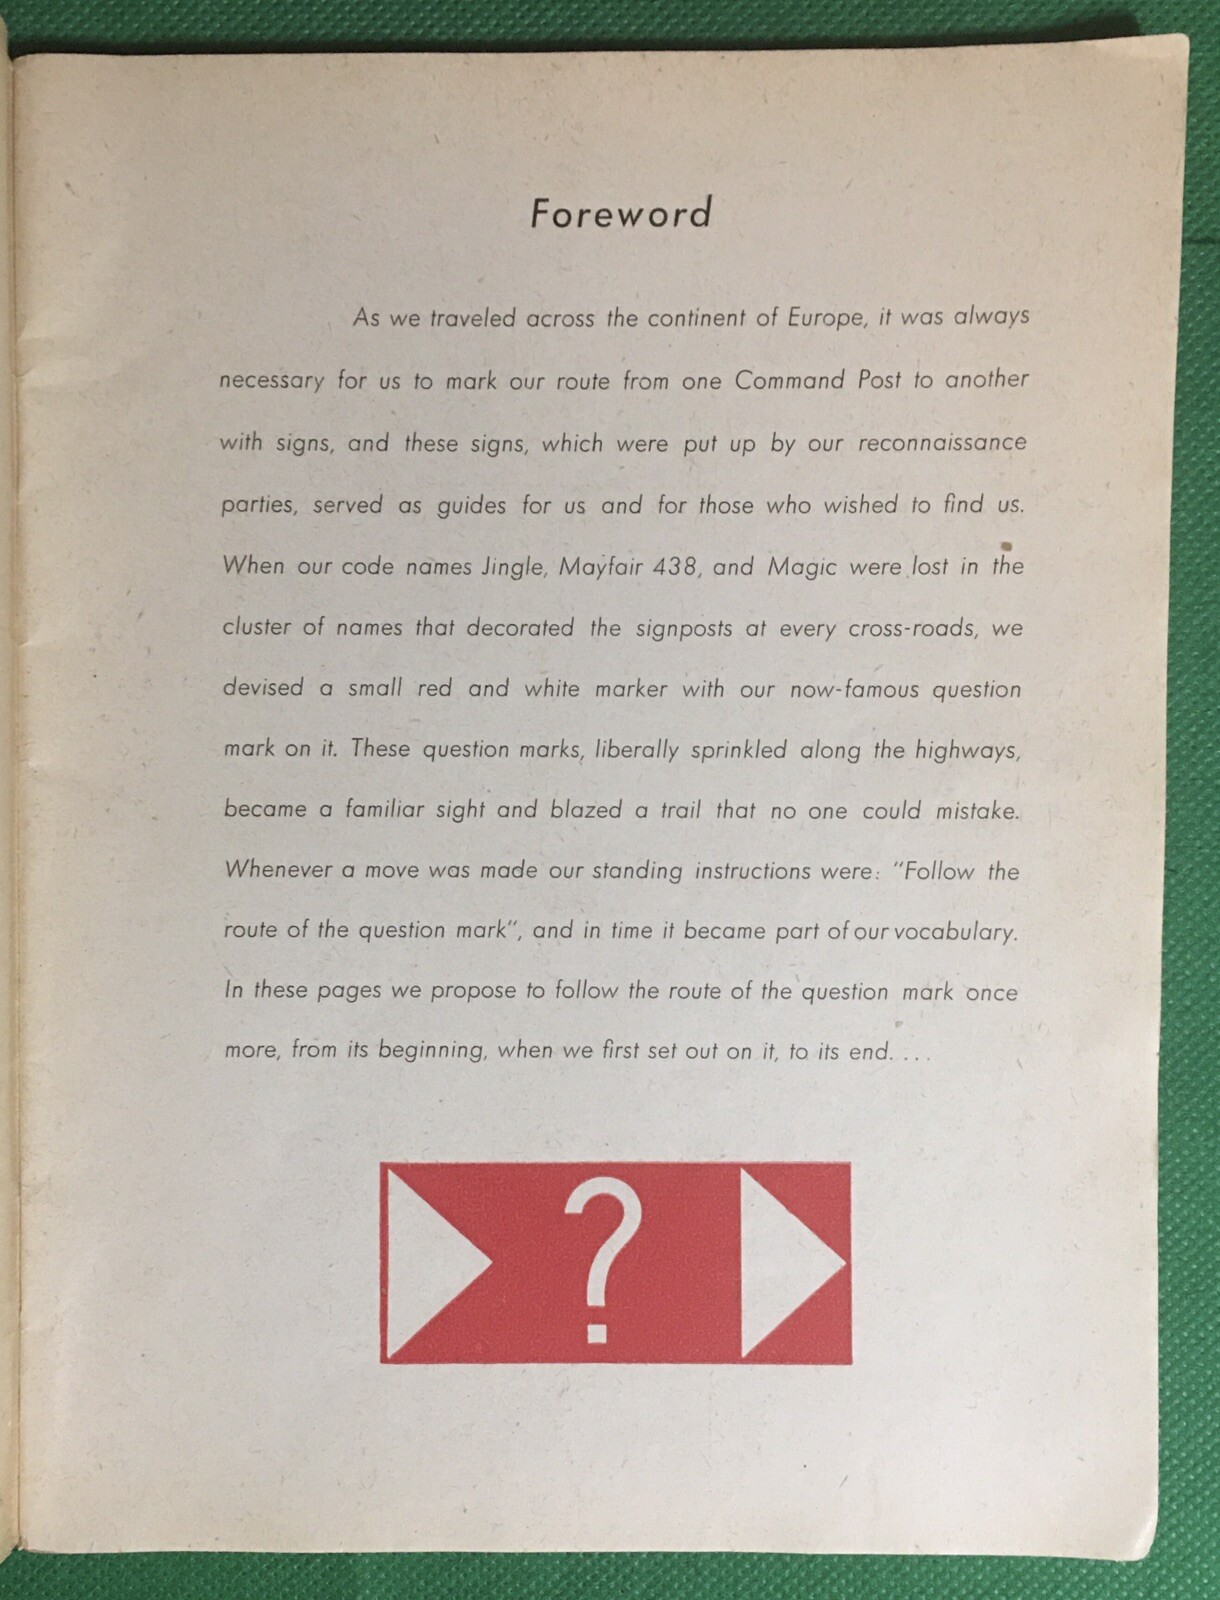 Foreword
As we traveled across the continent of Europe, it was always
necessary for us to mark our route from one Command Post to another
with signs, and these signs, which were put up by our reconnaissance
parties, served as guides for us and for those who wished to find us.
When our code names Jingle, Mayfair 438, and Magic were lost in the
cluster of names that decorated the signposts at every cross-roads, we
devised a small red and white marker with our now-famous question
mark on it. These question marks, liberally sprinkled along the highways,
became a familiar sight and blazed a trail that no one could mistake.
Whenever a move was made our standing instructions were: "Follow the
route of the question mark", and in time it became part of our vocabulary.
In these pages we propose to follow the route of the question mark once
more, from its beginning, when we first set out on it, to its end. . . .
?